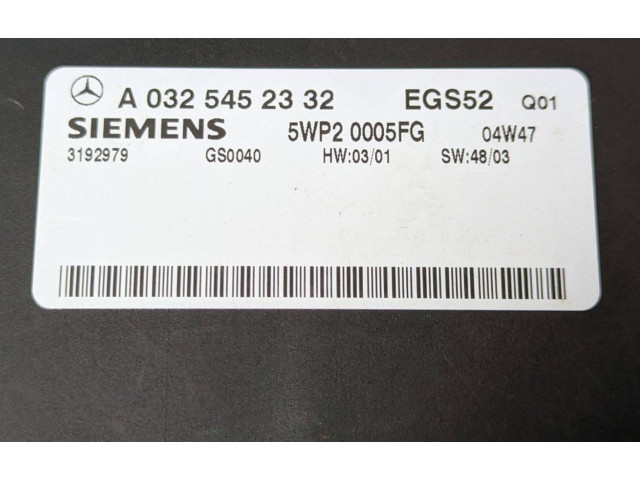 A 032 545 23 32 EGS52 Q01
SIEMENS 5WP2 0005FG 04W47
3192979 GS0040 HW:03/01 SW:48/03